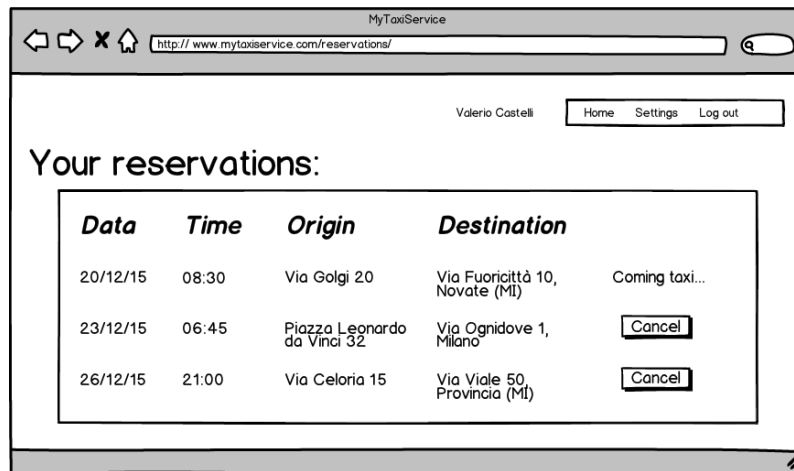 MyTaxiService
http:// www.mytaxiservice.com/reservations/
Valerio Castelli Home Settings Log out
Your reservations:
Data Time Origin Destination
20/12/15 08:30 Via Golgi 20 Via Fuoricittà 10, Coming taxi...
Novate (MI)
23/12/15 06:45 Piazza Leonardo Via Ognidove 1, Cancel
da Vinci 32 Milano
26/12/15 21:00 Via Celoria 15 Via Viale 50, Cancel
Provincia (MI)